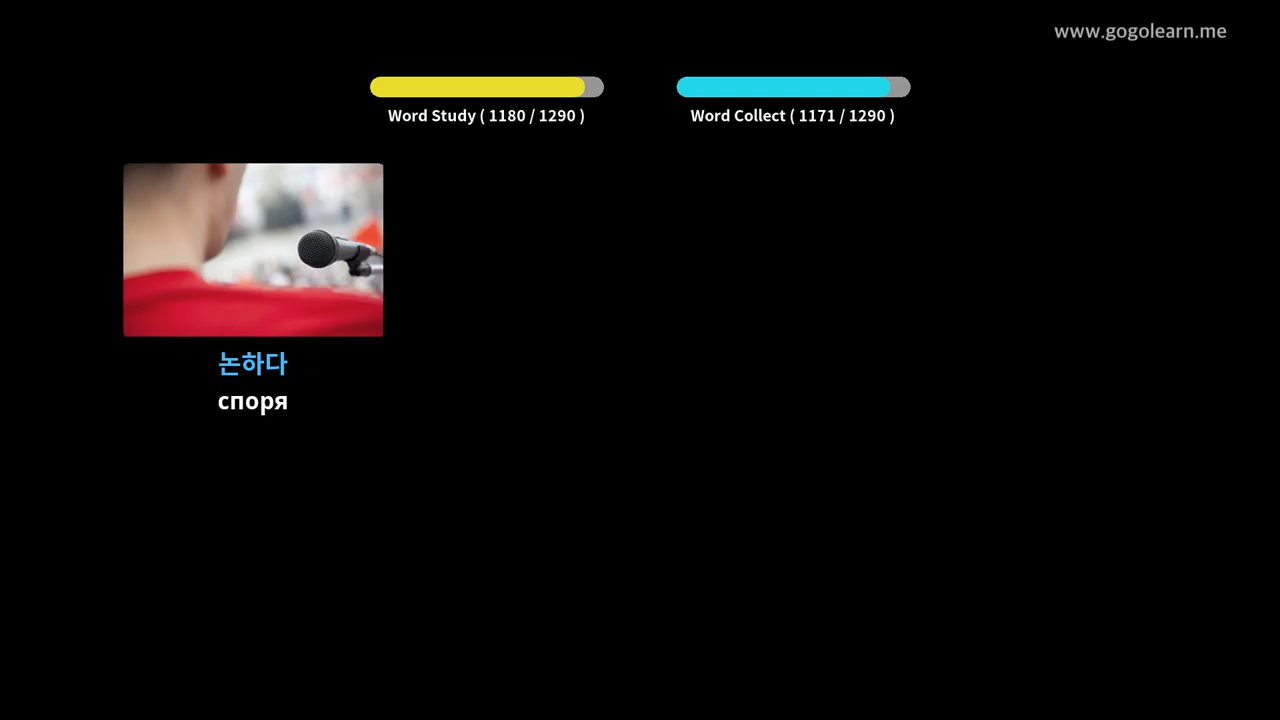 www.gogolearn.me
Word Study ( 1180 / 1290 )
Word Collect ( 1171 / 1290 )
논하다
споря